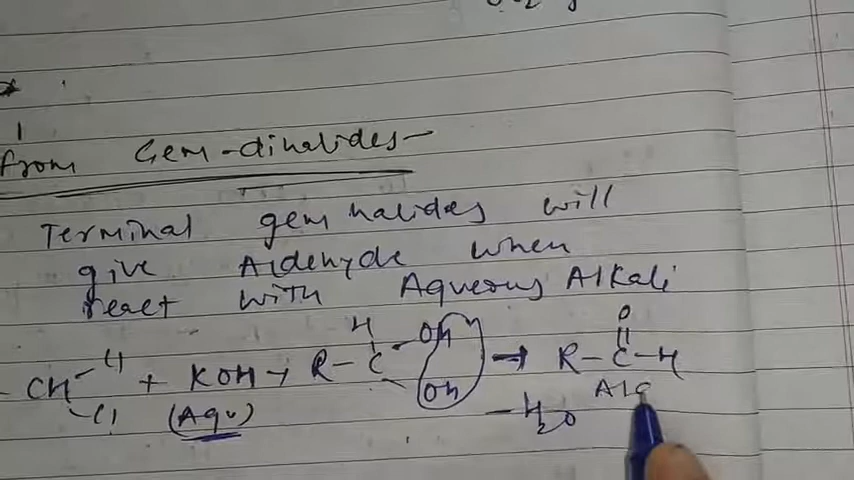 from Gem-dihalides-
Terminal gem halides will
give Aldehyde when
react with Aqueous Alkali
- CH - Cl - Cl + KOH → R - C - H - OH OH → R - C - H = O
(Aqu) - H2O Ald